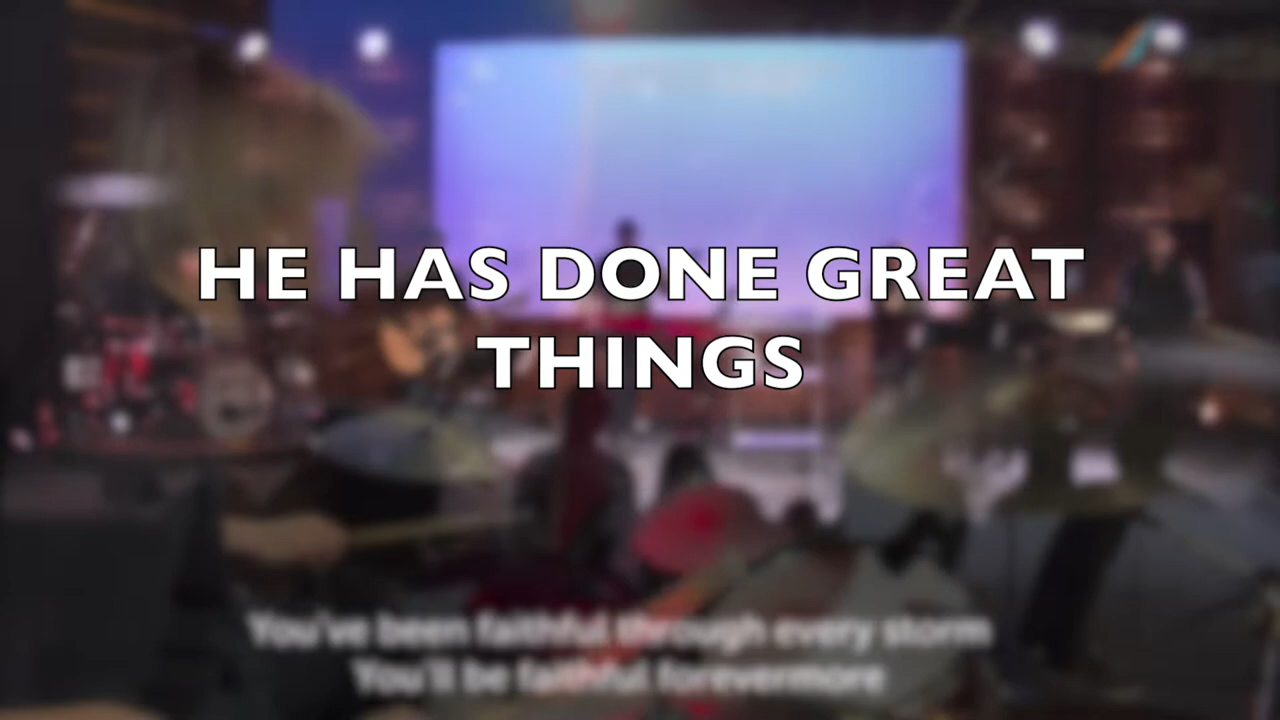 HE HAS DONE GREAT
THINGS
You've been faithful through every storm
You'll be faithful forevermore